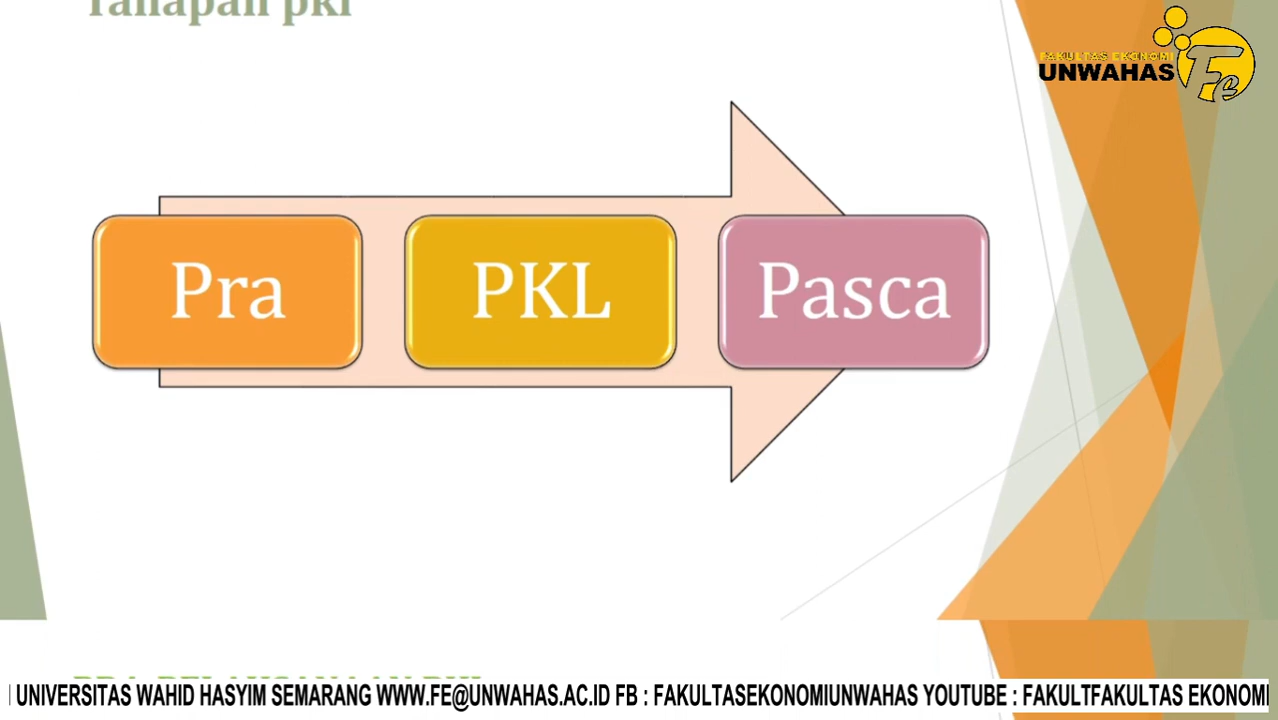 Tahapan pkl
FAKULTAS EKONOMI
UNWAHAS
Fe
Pra
PKL
Pasca
UNIVERSITAS WAHID HASYIM SEMARANG WWW.FE@UNWAHAS.AC.ID FB : FAKULTASEKONOMIUNWAHAS YOUTUBE : FAKULTFAKULTAS EKONOMI